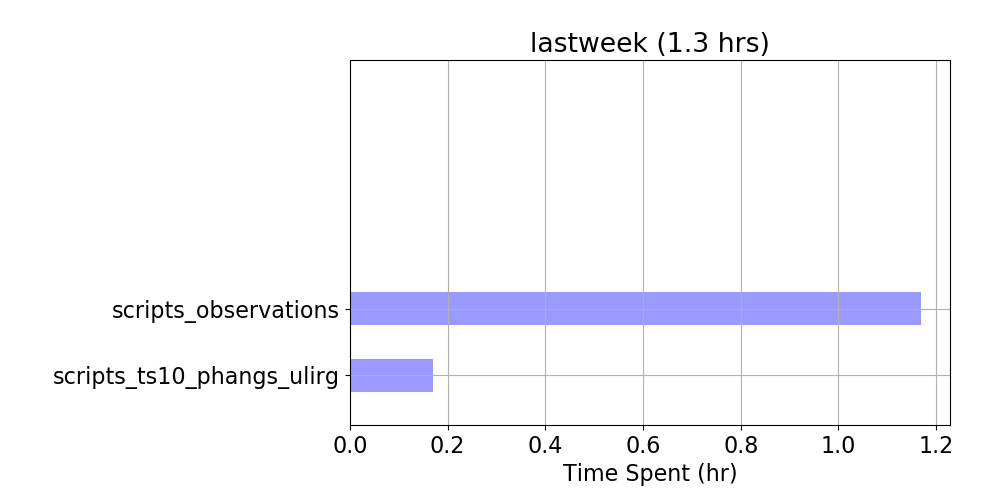 lastweek (1.3 hrs)
scripts_observations
scripts_ts10_phangs_ulirg
0.0 0.2 0.4 0.6 0.8 1.0 1.2
Time Spent (hr)